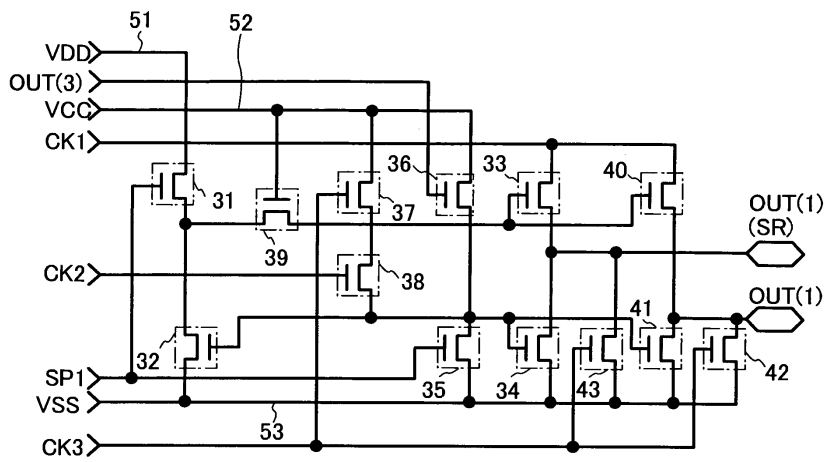 51
52
VDD
OUT(3)
VCC
CK1
31
39
36
37
33
40
OUT(1)
(SR)
CK2
38
32
41
OUT(1)
SP1
35
34
43
42
VSS
53
CK3